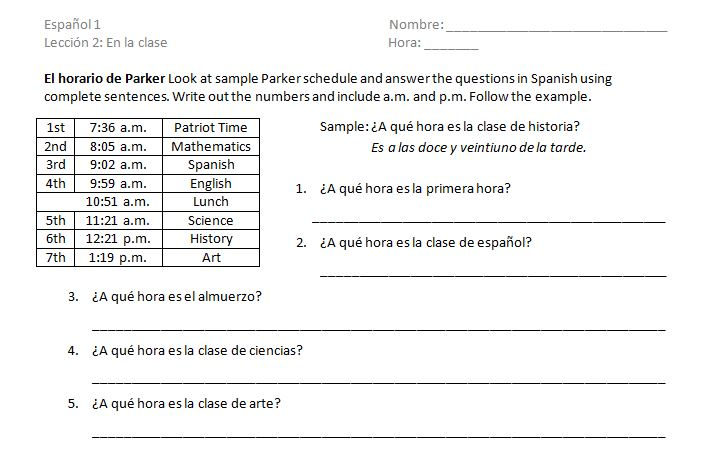 Español 1 Nombre:____________________________
Lección 2: En la clase Hora: _______
El horario de Parker Look at sample Parker schedule and answer the questions in Spanish using
complete sentences. Write out the numbers and include a.m. and p.m. Follow the example.
1st 7:36 a.m. Patriot Time
2nd 8:05 a.m. Mathematics
3rd 9:02 a.m. Spanish
4th 9:59 a.m. English
10:51 a.m. Lunch
5th 11:21 a.m. Science
6th 12:21 p.m. History
7th 1:19 p.m. Art
Sample: ¿A qué hora es la clase de historia?
Es a las doce y veintiuno de la tarde.
1. ¿A qué hora es la primera hora?
2. ¿A qué hora es la clase de español?
3. ¿A qué hora es el almuerzo?
4. ¿A qué hora es la clase de ciencias?
5. ¿A qué hora es la clase de arte?